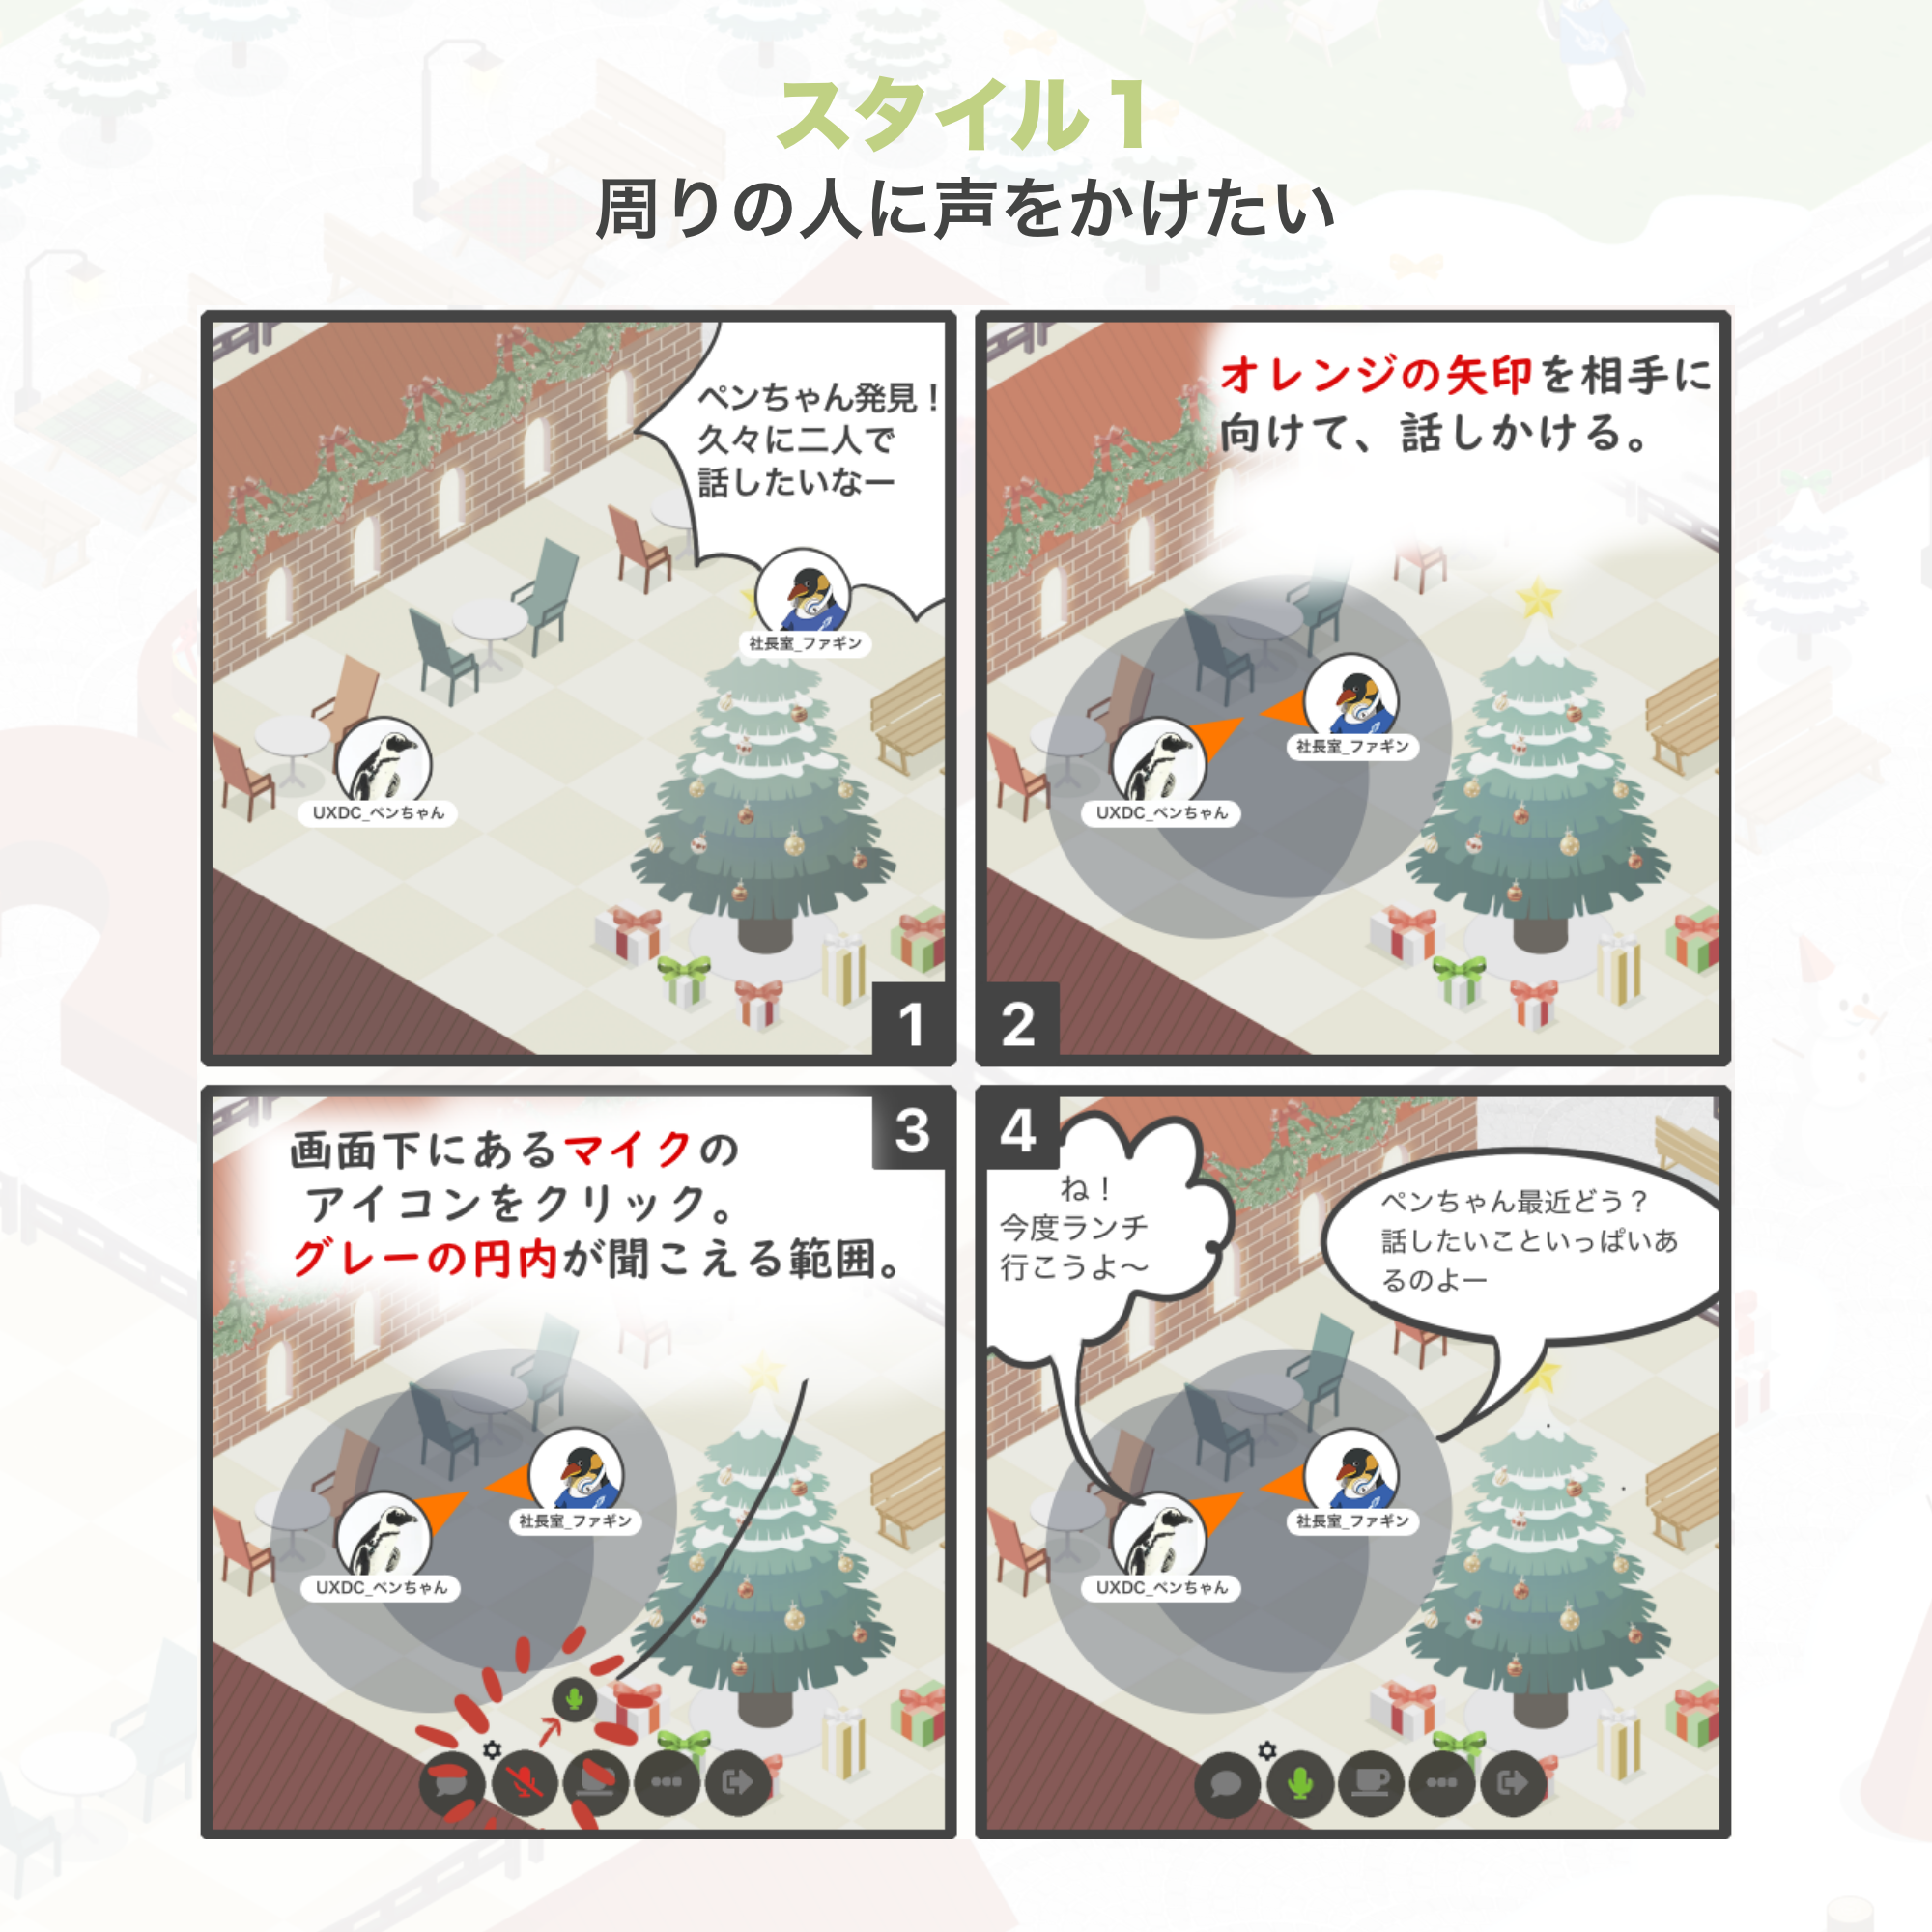 スタイル1
周りの人に声をかけたい
ペンちゃん発見！
久々に二人で
話したいなー
社長室_ファギン
UXDC_ペンちゃん
1
オレンジの矢印を相手に
向けて、話しかける。
社長室_ファギン
UXDC_ペンちゃん
2
3
画面下にあるマイクの
アイコンをクリック。
グレーの円内が聞こえる範囲。
社長室_ファギン
UXDC_ペンちゃん
4
ね！
今度ランチ
行こうよ〜
ペンちゃん最近どう？
話したいこといっぱいあ
るのよー
社長室_ファギン
UXDC_ペンちゃん